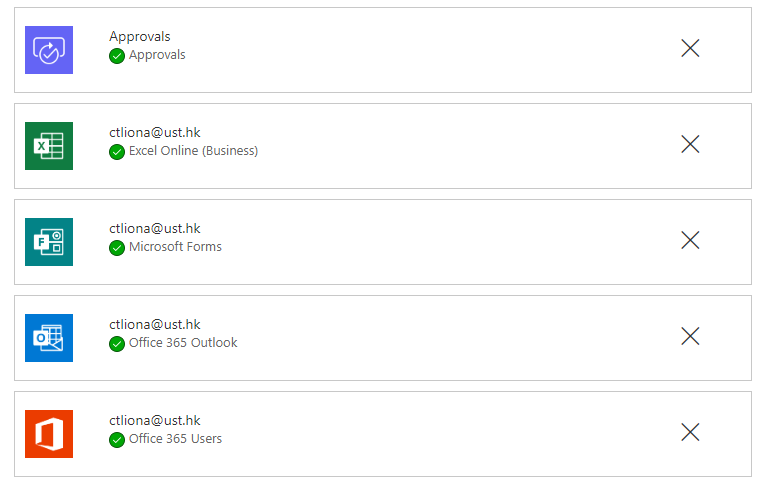 Approvals
Approvals
ctliona@ust.hk
Excel Online (Business)
ctliona@ust.hk
Microsoft Forms
ctliona@ust.hk
Office 365 Outlook
ctliona@ust.hk
Office 365 Users